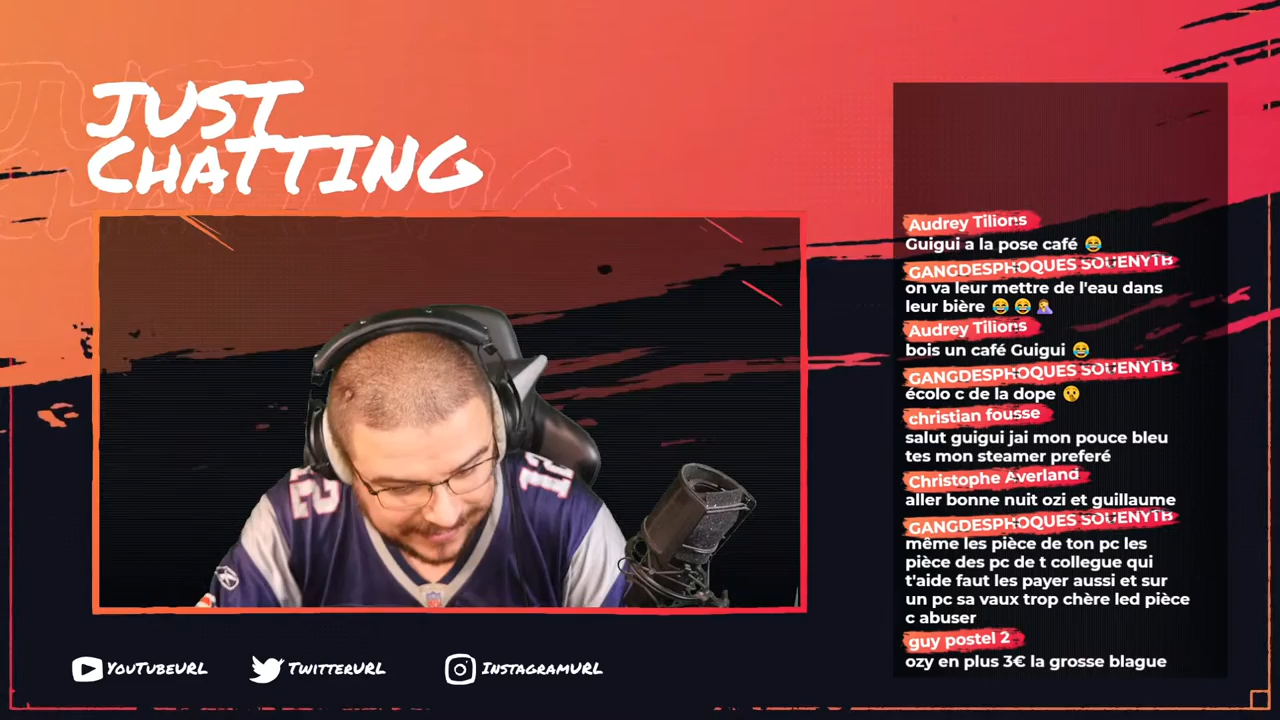 JUST
CHATTING
Audrey Tilions
Guigui a la pose café 😂
GANGDESPHOQUES SOHENYTB
on va leur mettre de l'eau dans
leur bière 😂 😂 🤦‍♀️
Audrey Tilions
bois un café Guigui 😂
GANGDESPHOQUES SOHENYTB
écolo c de la dope 🤫
christian fousse
salut guigui jai mon pouce bleu
tes mon steamer preferé
Christophe Averland
aller bonne nuit ozi et guillaume
GANGDESPHOQUES SOHENYTB
même les pièce de ton pc les
pièce des pc de t collegue qui
t'aide faut les payer aussi et sur
un pc sa vaux trop chère led pièce
c abuser
guy postel 2
ozy en plus 3€ la grosse blague
12
12
YouTubeURL
TwitterURL
InstagramURL